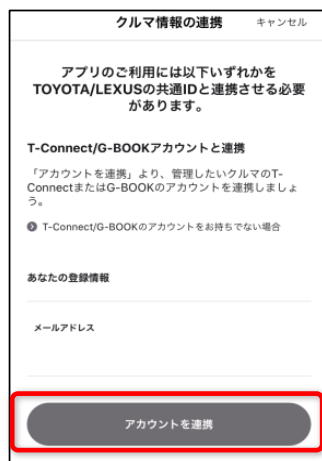 クルマ情報の連携
キャンセル
アプリのご利用には以下いずれかを
TOYOTA/LEXUSの共通IDと連携させる必要
があります。
T-Connect/G-BOOKアカウントと連携
「アカウントを連携」より、管理したいクルマのT-
ConnectまたはG-BOOKのアカウントを連携しましょ
う。
T-Connect/G-BOOKのアカウントをお持ちでない場合
あなたの登録情報
メールアドレス
アカウントを連携